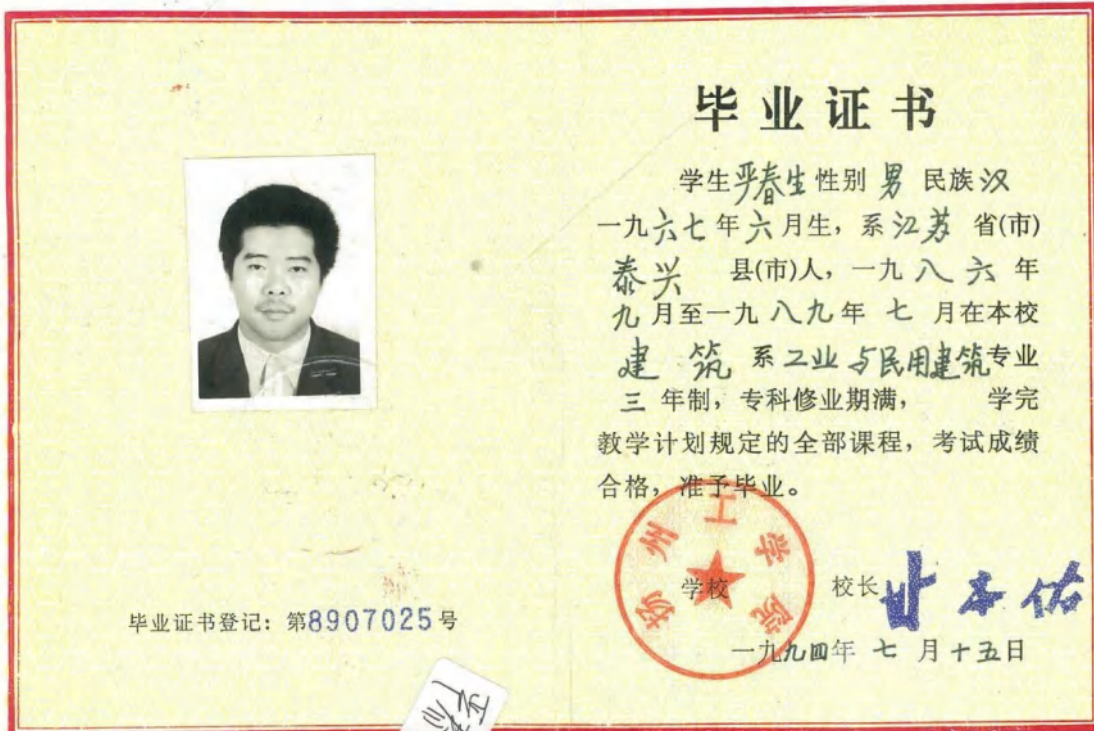 毕业证书
学生严春生性别男民族汉
一九六七年六月生，系江苏省(市)
泰兴县(市)人，一九八六年
九月至一九八九年七月在本校
建筑系工业与民用建筑专业
三年制，专科修业期满，学完
教学计划规定的全部课程，考试成绩
合格，准予毕业。
扬州工学院
学校 校长
一九九四年七月十五日
毕业证书登记：第8907025号